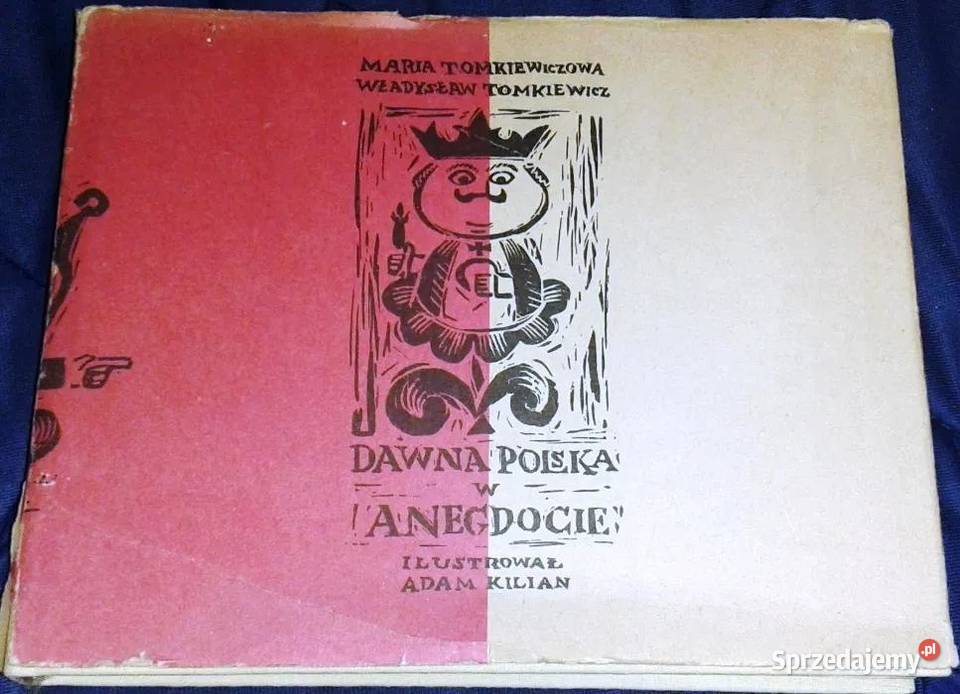 MARIA TOMKIEWICZOWA
WŁADYSŁAW TOMKIEWICZ
DAWNA POLSKA
W
ANEGDOCIE
ILUSTROWAŁ
ADAM KILIAN
Sprzedajemy.pl